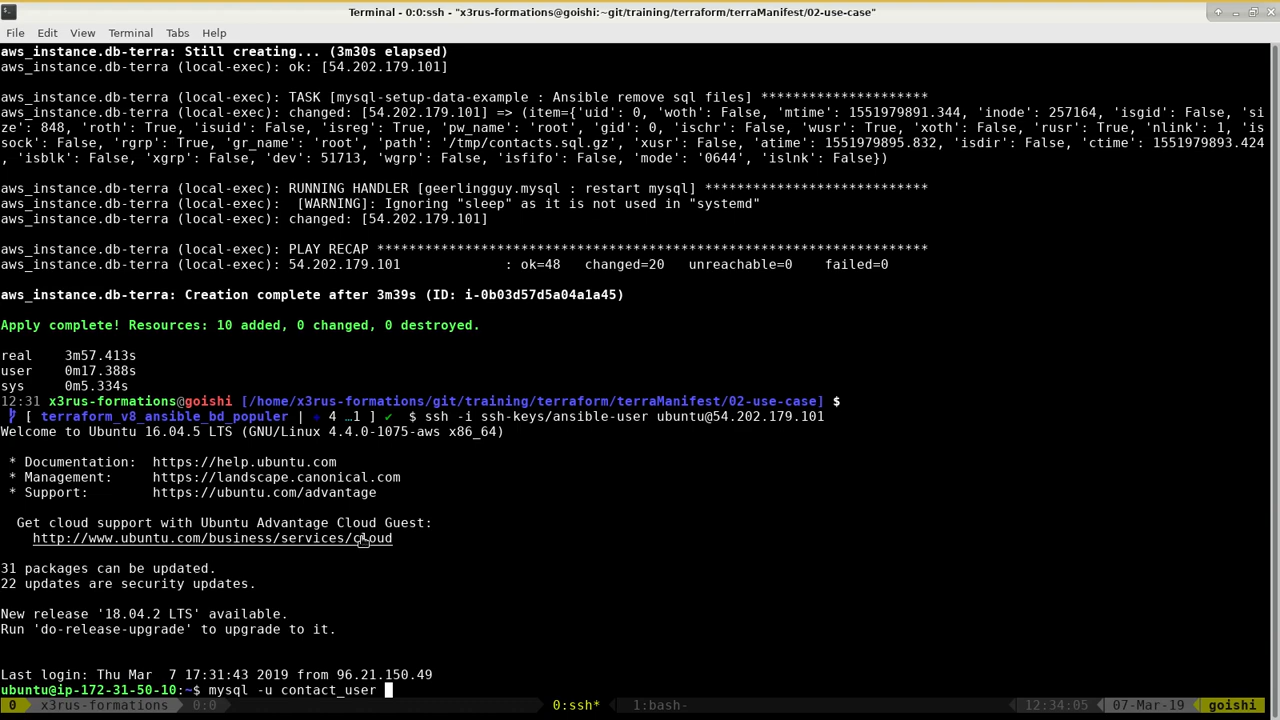 Terminal - 0:0:ssh - "x3rus-formations@goishi:~git/training/terraform/terraManifest/02-use-case"
File Edit View Terminal Tabs Help
aws_instance.db-terra: Still creating... (3m30s elapsed)
aws_instance.db-terra (local-exec): ok: [54.202.179.101]
aws_instance.db-terra (local-exec): TASK [mysql-setup-data-example : Ansible remove sql files] *********************
aws_instance.db-terra (local-exec): changed: [54.202.179.101] => (item={'uid': 0, 'woth': False, 'mtime': 1551979891.344, 'inode': 257164, 'isgid': False, 'si
ze': 848, 'roth': True, 'isuid': False, 'isreg': True, 'pw_name': 'root', 'gid': 0, 'ischr': False, 'wusr': True, 'xoth': False, 'rusr': True, 'nlink': 1, 'is
sock': False, 'rgrp': True, 'gr_name': 'root', 'path': '/tmp/contacts.sql.gz', 'xusr': False, 'atime': 1551979895.832, 'isdir': False, 'ctime': 1551979893.424
, 'isblk': False, 'xgrp': False, 'dev': 51713, 'wgrp': False, 'isfifo': False, 'mode': '0644', 'islnk': False})
aws_instance.db-terra (local-exec): RUNNING HANDLER [geerlingguy.mysql : restart mysql] ****************************
aws_instance.db-terra (local-exec):  [WARNING]: Ignoring "sleep" as it is not used in "systemd"
aws_instance.db-terra (local-exec): changed: [54.202.179.101]
aws_instance.db-terra (local-exec): PLAY RECAP *********************************************************************
aws_instance.db-terra (local-exec): 54.202.179.101             : ok=48   changed=20   unreachable=0    failed=0
aws_instance.db-terra: Creation complete after 3m39s (ID: i-0b03d57d5a04a1a45)
Apply complete! Resources: 10 added, 0 changed, 0 destroyed.
real    3m57.413s
user    0m17.388s
sys     0m5.334s
12:31 x3rus-formations@goishi [/home/x3rus-formations/git/training/terraform/terraManifest/02-use-case] $
[ terraform_v8_ansible_bd_populer | 4 …1 ] ✔  $ ssh -i ssh-keys/ansible-user ubuntu@54.202.179.101
Welcome to Ubuntu 16.04.5 LTS (GNU/Linux 4.4.0-1075-aws x86_64)
* Documentation:  https://help.ubuntu.com
* Management:     https://landscape.canonical.com
* Support:        https://ubuntu.com/advantage
Get cloud support with Ubuntu Advantage Cloud Guest:
http://www.ubuntu.com/business/services/cloud
31 packages can be updated.
22 updates are security updates.
New release '18.04.2 LTS' available.
Run 'do-release-upgrade' to upgrade to it.
Last login: Thu Mar  7 17:31:43 2019 from 96.21.150.49
ubuntu@ip-172-31-50-10:~$ mysql -u contact_user
0 x3rus-formations 0:0 0:ssh* 1:bash- 12:34:05 07-Mar-19 goishi